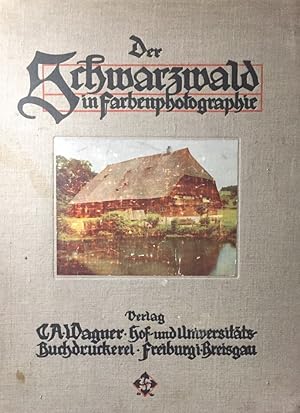 Der
Schwarzwald
in Farbenphotographie
Verlag
C.A. Wagner · Hof- und Universitäts-
Buchdruckerei · Freiburg i. Breisgau